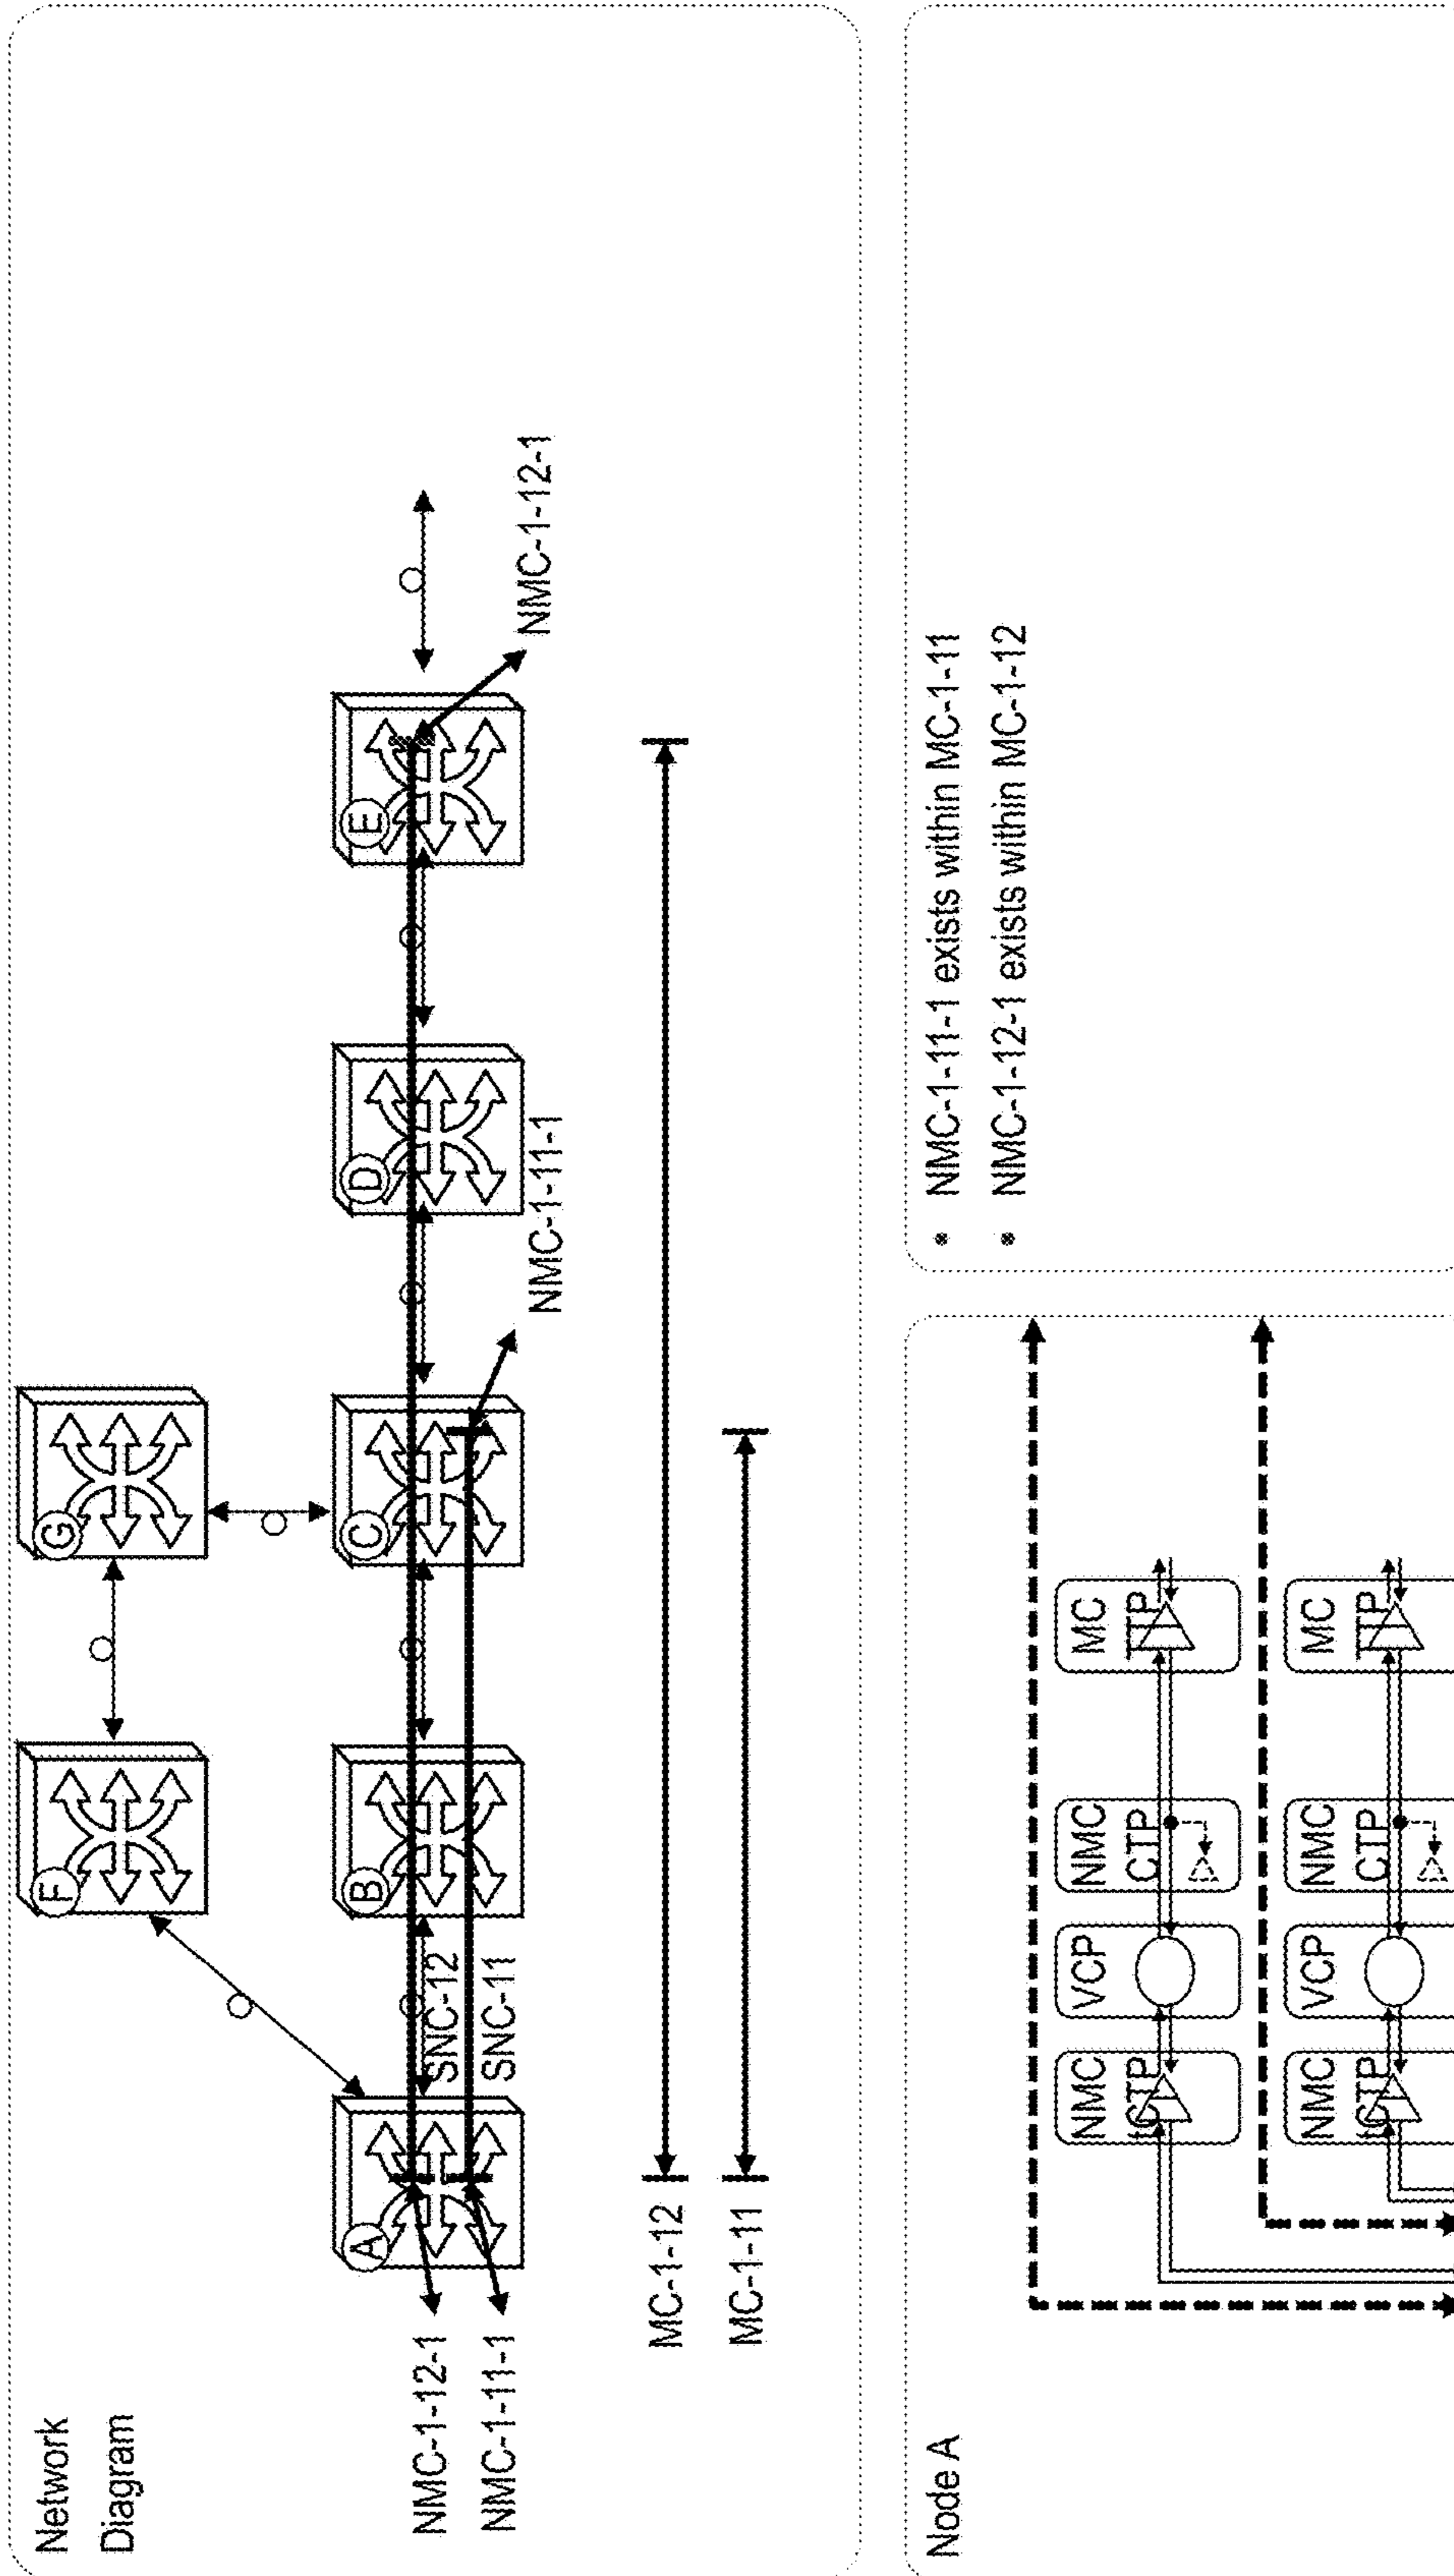 Network
Diagram
F
G
A
B
C
D
E
NMC-1-12-1
NMC-1-11-1
SNC-12
SNC-11
NMC-1-11-1
NMC-1-12-1
MC-1-12
MC-1-11
Node A
NMC
tCTP
VCP
NMC
CTP
MC
TTP
NMC
tCTP
VCP
NMC
CTP
MC
TTP
• NMC-1-11-1 exists within MC-1-11
• NMC-1-12-1 exists within MC-1-12